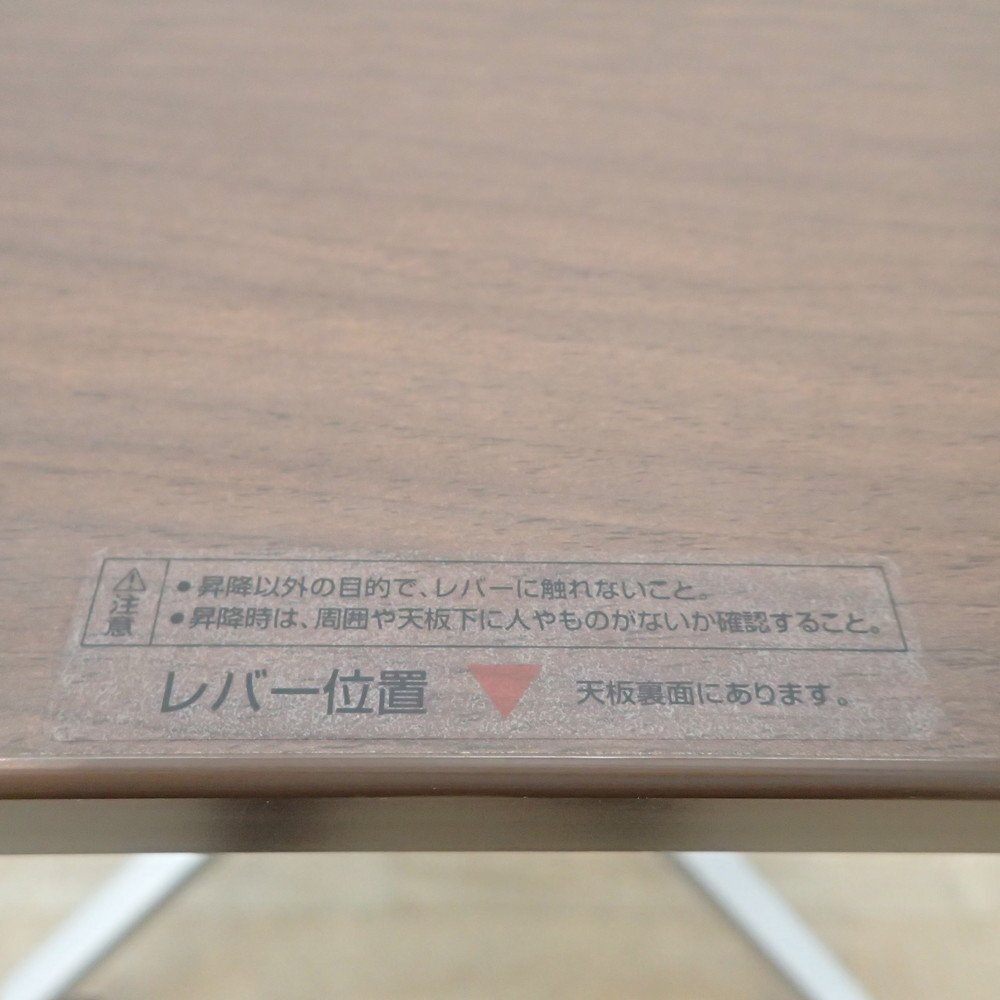 ⚠注意
●昇降以外の目的で、レバーに触れないこと。
●昇降時は、周囲や天板下に人やものがないか確認すること。
レバー位置▼ 天板裏面にあります。